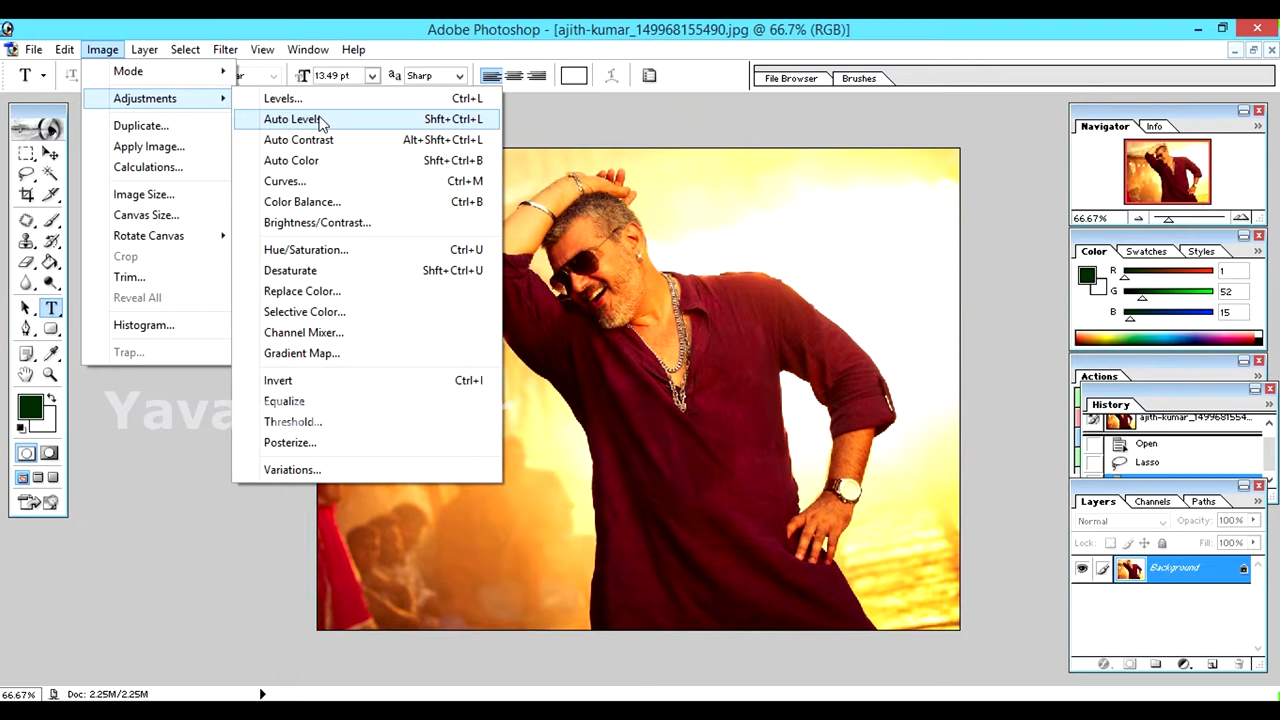 Adobe Photoshop - [ajith-kumar_149968155490.jpg @ 66.7% (RGB)]
File Edit Image Layer Select Filter View Window Help
13.49 pt aa Sharp File Browser Brushes
Mode
Adjustments
Duplicate...
Apply Image...
Calculations...
Image Size...
Canvas Size...
Rotate Canvas
Crop
Trim...
Reveal All
Histogram...
Trap...
Levels... Ctrl+L
Auto Levels Shft+Ctrl+L
Auto Contrast Alt+Shft+Ctrl+L
Auto Color Shft+Ctrl+B
Curves... Ctrl+M
Color Balance... Ctrl+B
Brightness/Contrast...
Hue/Saturation... Ctrl+U
Desaturate Shft+Ctrl+U
Replace Color...
Selective Color...
Channel Mixer...
Gradient Map...
Invert Ctrl+I
Equalize
Threshold...
Posterize...
Variations...
Navigator Info
66.67%
Color Swatches Styles
R 1
G 52
B 15
Actions
History
ajith-kumar_1499681554...
Open
Lasso
Layers Channels Paths
Normal Opacity: 100%
Lock: Fill: 100%
Background
66.67% Doc: 2.25M/2.25M